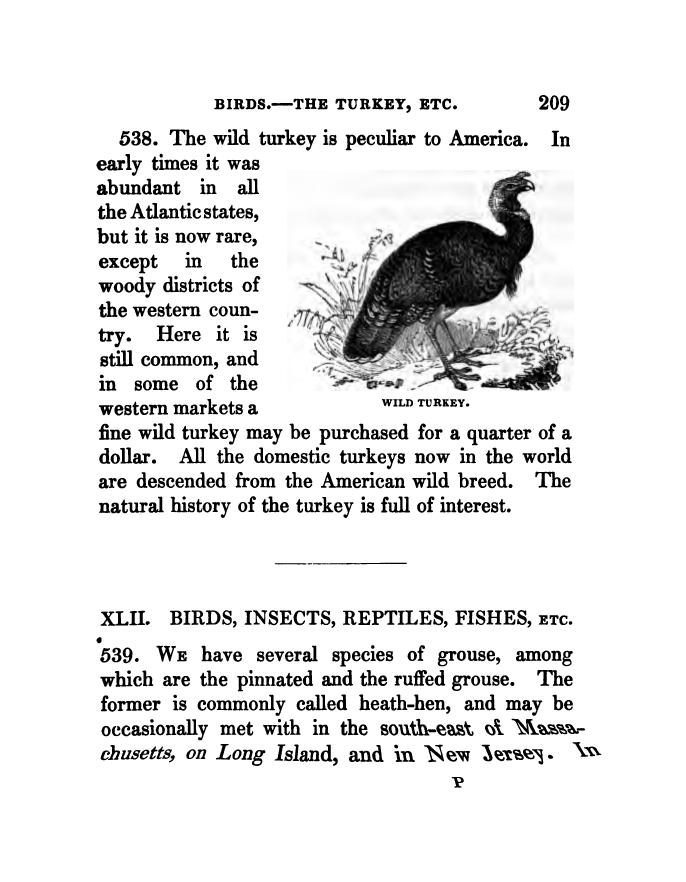 BIRDS.—THE TURKEY, ETC. 209
538. The wild turkey is peculiar to America. In
early times it was
abundant in all
the Atlantic states,
but it is now rare,
except in the
woody districts of
the western coun-
try. Here it is
still common, and
in some of the
western markets a
WILD TURKEY.
fine wild turkey may be purchased for a quarter of a
dollar. All the domestic turkeys now in the world
are descended from the American wild breed. The
natural history of the turkey is full of interest.
XLII. BIRDS, INSECTS, REPTILES, FISHES, ETC.
539. WE have several species of grouse, among
which are the pinnated and the ruffed grouse. The
former is commonly called heath-hen, and may be
occasionally met with in the south-east of Massa-
chusetts, on Long Island, and in New Jersey. In
P